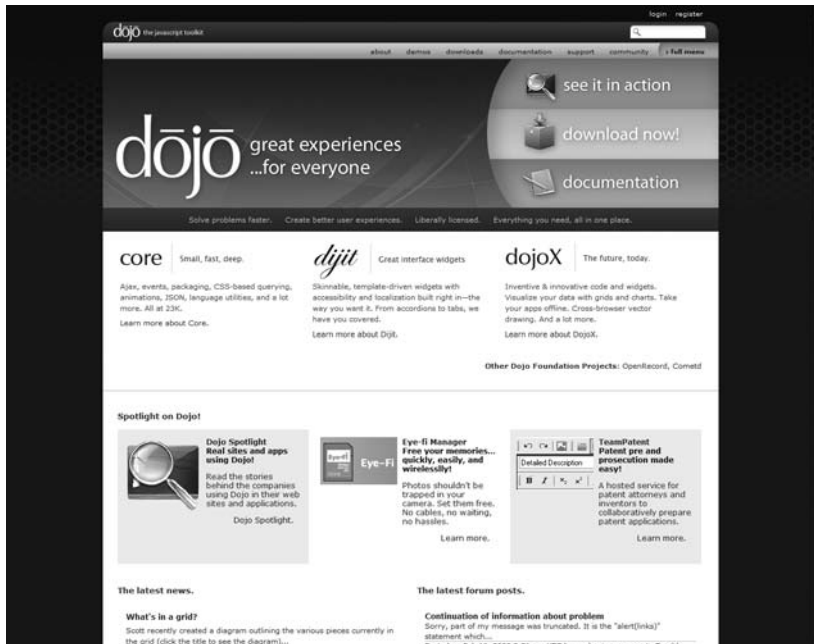 login register
dōjō the javascript toolkit
about demos downloads documentation support community › full menu
dōjō great experiences
...for everyone
see it in action
download now!
documentation
Solve problems faster. Create better user experiences. Liberally licensed. Everything you need, all in one place.
core Small, fast, deep.
Ajax, events, packaging, CSS-based querying,
animations, JSON, language utilities, and a lot
more. All at 23K.
Learn more about Core.
dijit Great interface widgets
Skinnable, template-driven widgets with
accessibility and localization built right in—the
way you want it. From accordions to tabs, we
have you covered.
Learn more about Dijit.
dojoX The future, today.
Inventive & innovative code and widgets.
Visualize your data with grids and charts. Take
your apps offline. Cross-browser vector
drawing. And a lot more.
Learn more about DojoX.
Other Dojo Foundation Projects: OpenRecord, Cometd
Spotlight on Dojo!
Dojo Spotlight
Real sites and apps
using Dojo!
Read the stories
behind the companies
using Dojo in their web
sites and applications.
Dojo Spotlight.
Eye-Fi
Eye-Fi
Eye-fi Manager
Free your memories...
quickly, easily, and
wirelesslly!
Photos shouldn't be
trapped in your
camera. Set them free.
No cables, no waiting,
no hassles.
Learn more.
Detailed Description
B I ×₂ ×²
TeamPatent
Patent pre and
prosecution made
easy!
A hosted service for
patent attorneys and
inventors to
collaboratively prepare
patent applications.
Learn more.
The latest news.
What's in a grid?
Scott recently created a diagram outlining the various pieces currently in
the grid (click the title to see the diagram)...
The latest forum posts.
Continuation of information about problem
Sorry, part of my message was truncated. It is the "alert(links)"
statement which...